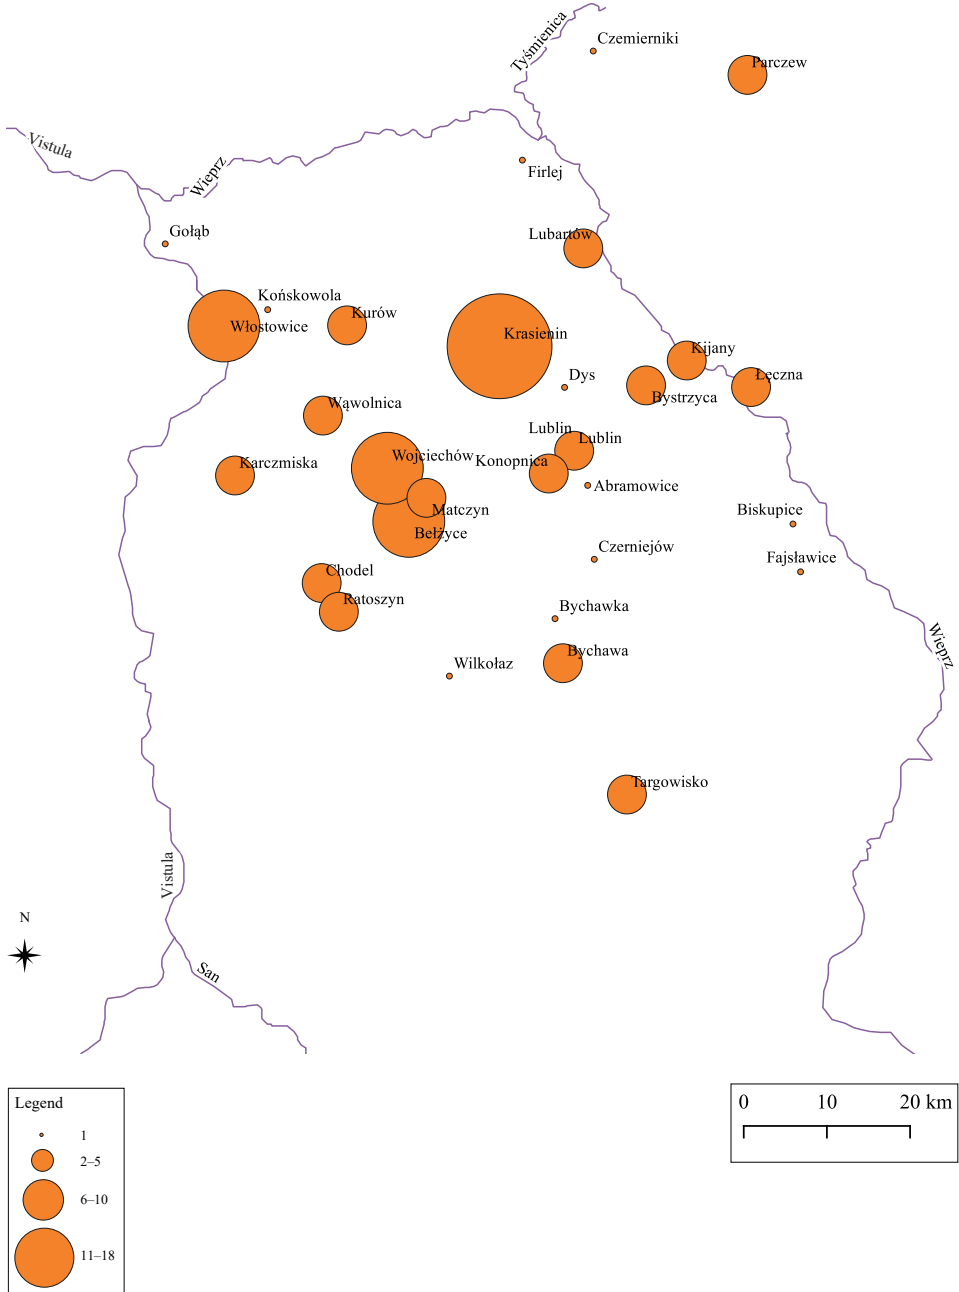 Czemierniki
Tyśmienica
Parczew
Vistula
Wieprz
Firlej
Gołąb
Lubartów
Końskowola
Kurów
Włostowice
Krasienin
Kijany
Dys
Łęczna
Bystrzyca
Wąwolnica
Lublin
Lublin
Wojciechów
Konopnica
Karczmiska
Abramowice
Matczyn
Biskupice
Bełżyce
Czerniejów
Fajsławice
Chodel
Ratoszyn
Bychawka
Bychawa
Wieprz
Wilkołaz
Targowisko
Vistula
N
San
Legend
1
2–5
6–10
11–18
0 10 20 km